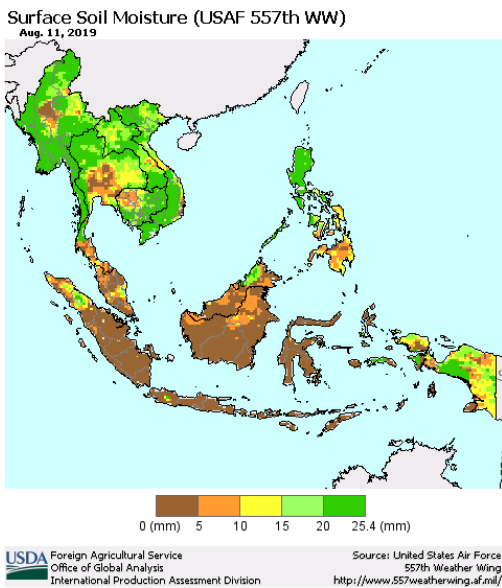 Surface Soil Moisture (USAF 557th WW)
Aug. 11, 2019
0 (mm) 5 10 15 20 25.4 (mm)
USDA Foreign Agricultural Service
Office of Global Analysis
International Production Assessment Division
Source: United States Air Force
557th Weather Wing
http://www.557weatherwing.af.mil/